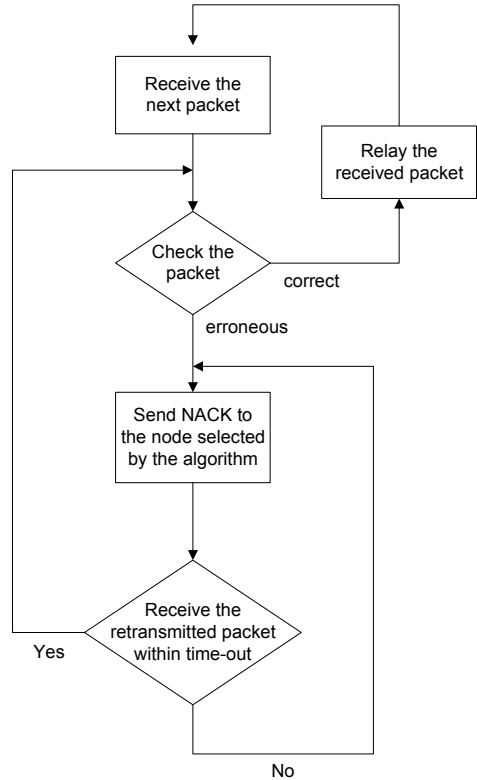 Receive the
next packet
Relay the
received packet
Check the
packet
correct
erroneous
Send NACK to
the node selected
by the algorithm
Receive the
retransmitted packet
within time-out
Yes
No